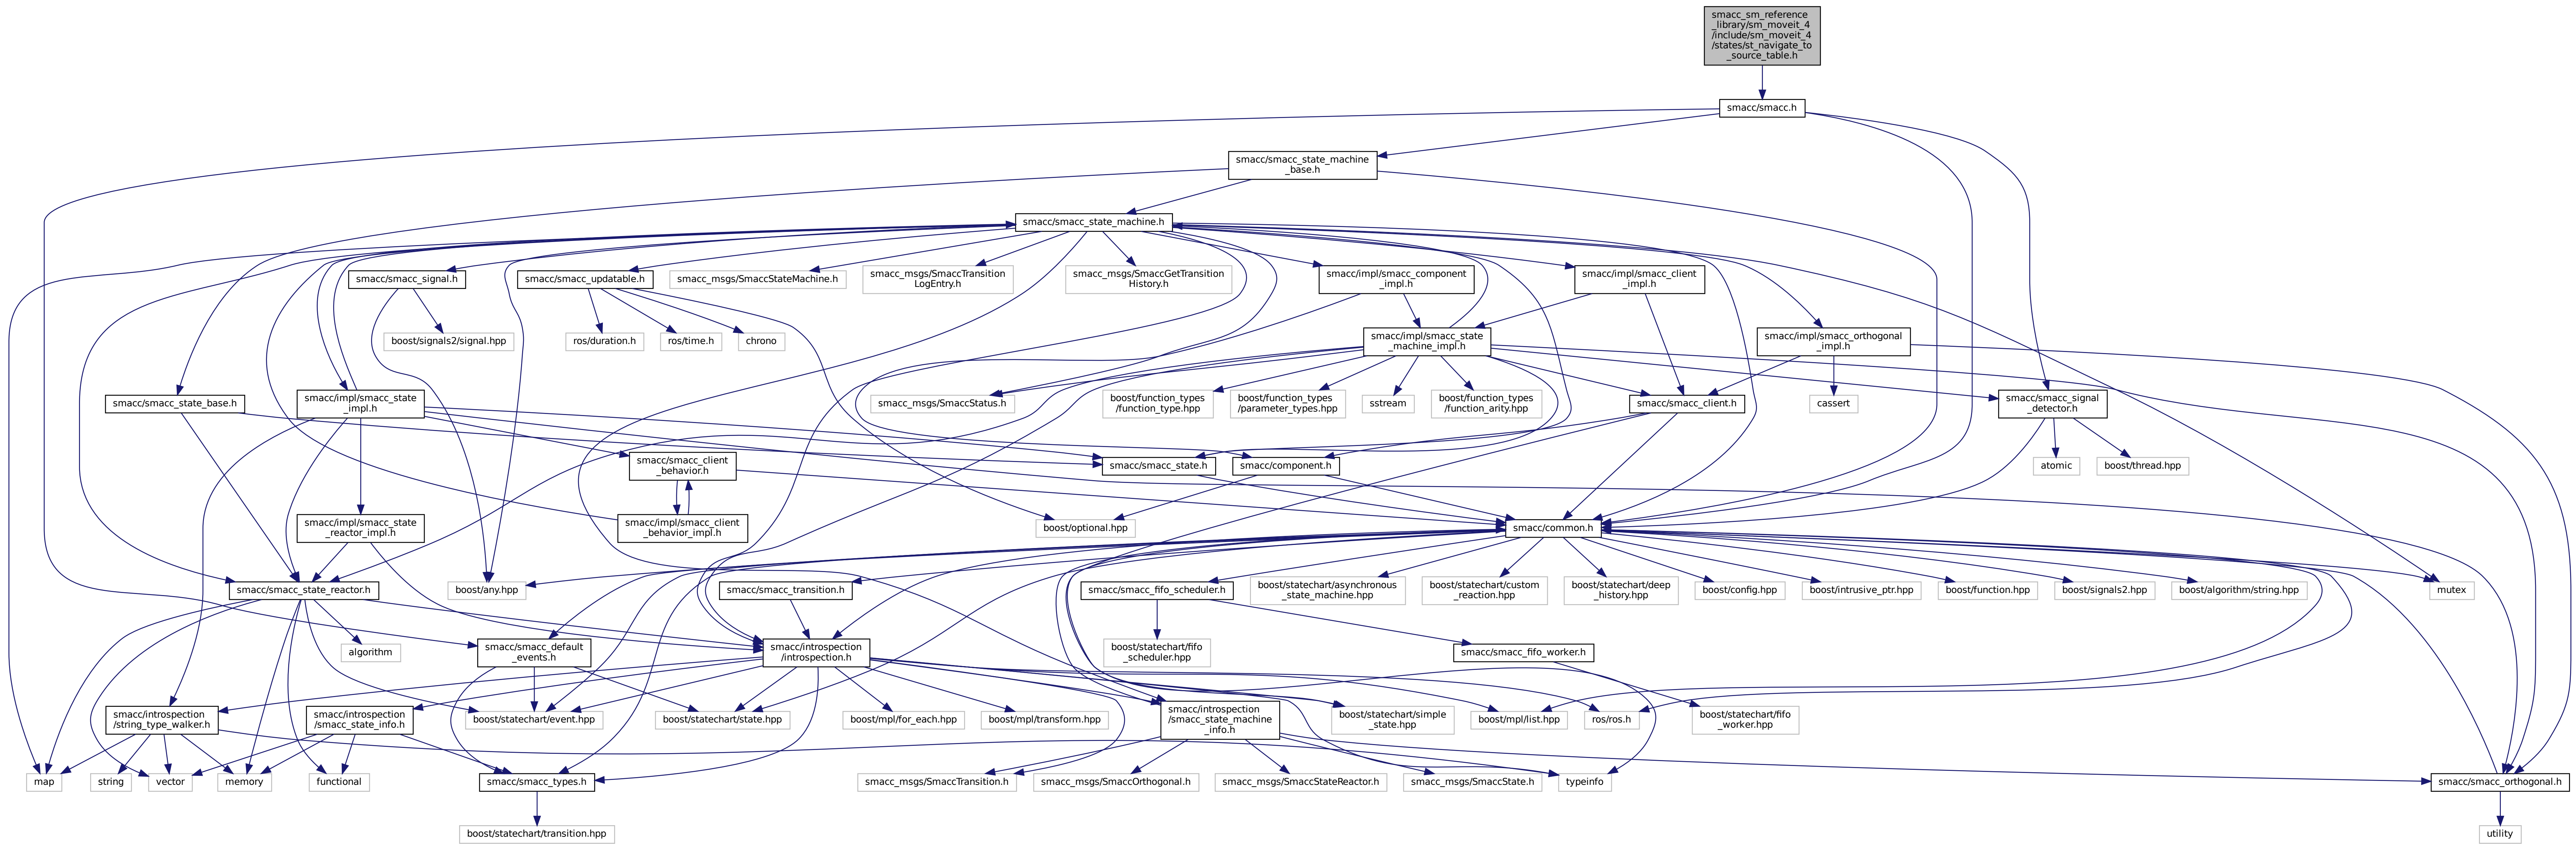 smacc_sm_reference
_library/sm_moveit_4
/include/sm_moveit_4
/states/st_navigate_to
_source_table.h
smacc/smacc.h
smacc/smacc_state_machine
_base.h
smacc/smacc_state_machine.h
smacc/smacc_signal.h
smacc/smacc_updatable.h
smacc_msgs/SmaccStateMachine.h
smacc_msgs/SmaccTransition
LogEntry.h
smacc_msgs/SmaccGetTransition
History.h
smacc/impl/smacc_component
_impl.h
smacc/impl/smacc_client
_impl.h
boost/signals2/signal.hpp
ros/duration.h
ros/time.h
chrono
smacc/impl/smacc_state
_machine_impl.h
smacc/impl/smacc_orthogonal
_impl.h
smacc/smacc_state_base.h
smacc/impl/smacc_state
_impl.h
smacc_msgs/SmaccStatus.h
boost/function_types
/function_type.hpp
boost/function_types
/parameter_types.hpp
sstream
boost/function_types
/function_arity.hpp
smacc/smacc_client.h
cassert
smacc/smacc_signal
_detector.h
smacc/smacc_client
_behavior.h
smacc/smacc_state.h
smacc/component.h
atomic
boost/thread.hpp
smacc/impl/smacc_state
_reactor_impl.h
smacc/impl/smacc_client
_behavior_impl.h
boost/optional.hpp
smacc/common.h
smacc/smacc_state_reactor.h
boost/any.hpp
smacc/smacc_transition.h
smacc/smacc_fifo_scheduler.h
boost/statechart/asynchronous
_state_machine.hpp
boost/statechart/custom
_reaction.hpp
boost/statechart/deep
_history.hpp
boost/config.hpp
boost/intrusive_ptr.hpp
boost/function.hpp
boost/signals2.hpp
boost/algorithm/string.hpp
mutex
algorithm
smacc/smacc_default
_events.h
smacc/introspection
/introspection.h
boost/statechart/fifo
_scheduler.hpp
smacc/smacc_fifo_worker.h
smacc/introspection
/string_type_walker.h
smacc/introspection
/smacc_state_info.h
boost/statechart/event.hpp
boost/statechart/state.hpp
boost/mpl/for_each.hpp
boost/mpl/transform.hpp
smacc/introspection
/smacc_state_machine
_info.h
boost/statechart/simple
_state.hpp
boost/mpl/list.hpp
ros/ros.h
boost/statechart/fifo
_worker.hpp
map
string
vector
memory
functional
smacc/smacc_types.h
smacc_msgs/SmaccTransition.h
smacc_msgs/SmaccOrthogonal.h
smacc_msgs/SmaccStateReactor.h
smacc_msgs/SmaccState.h
typeinfo
smacc/smacc_orthogonal.h
boost/statechart/transition.hpp
utility